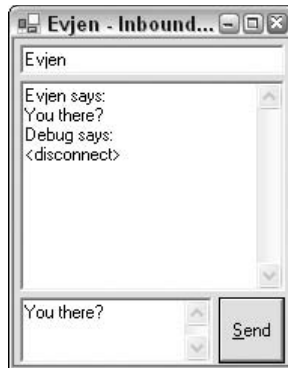 Evjen - Inbound...
Evjen
Evjen says:
You there?
Debug says:
<disconnect>
You there?
Send